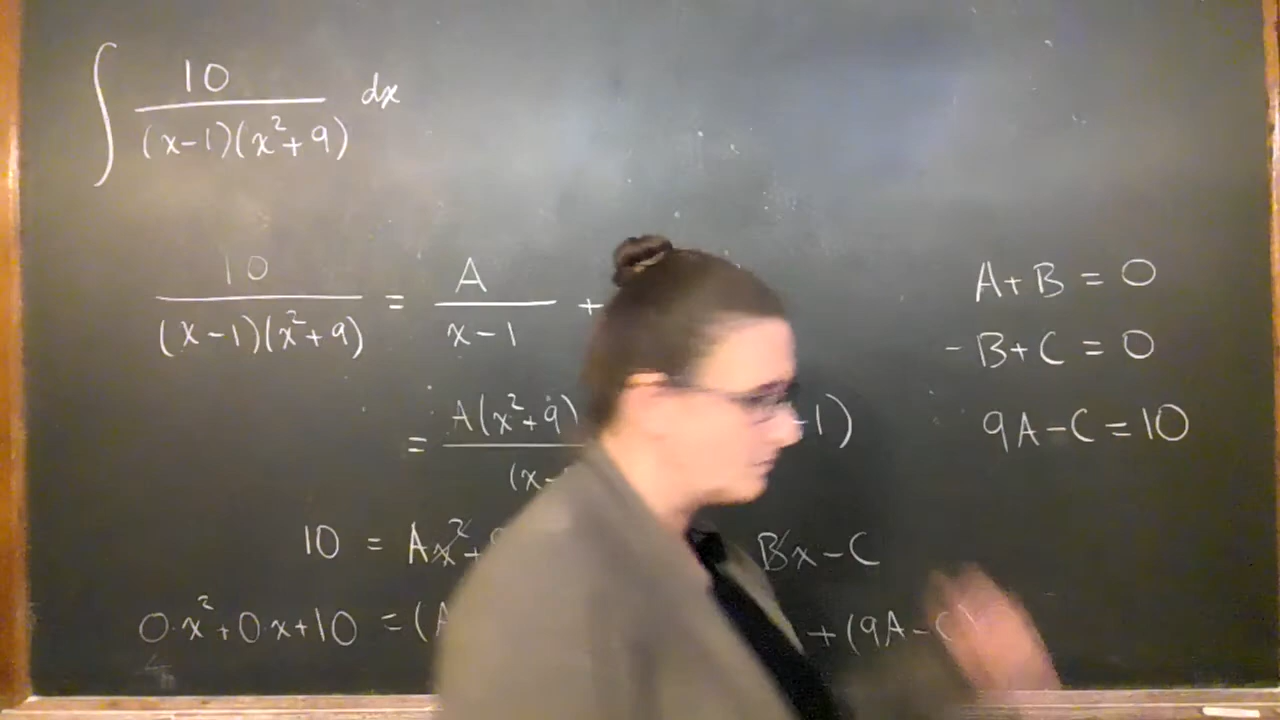 ∫ 10 / (x-1)(x²+9) dx
10 / (x-1)(x²+9) = A / x-1 +
= A(x²+9) -1) / (x-
10 = Ax²+ Bx-C
0·x²+0·x+10 =(A +(9A-C)
A+B=0
-B+C=0
9A-C=10